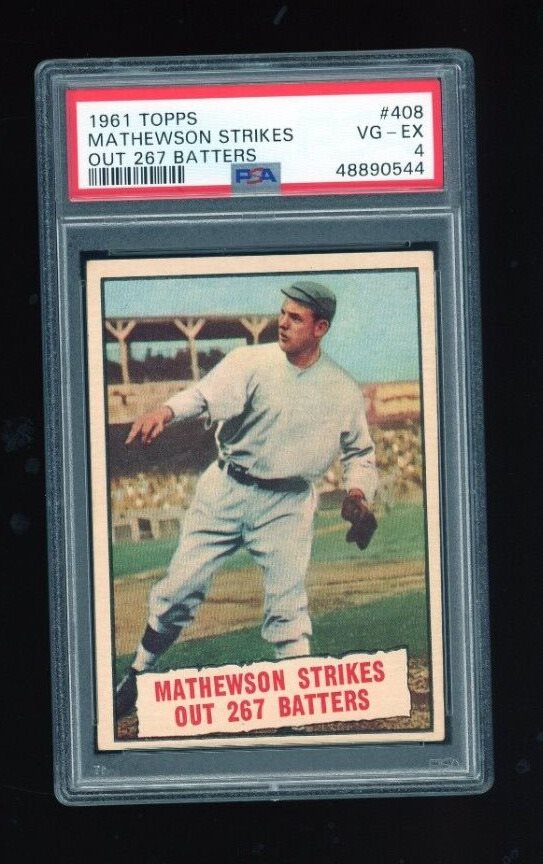 1961 TOPPS #408
MATHEWSON STRIKES VG - EX
OUT 267 BATTERS 4
PSA 48890544
MATHEWSON STRIKES
OUT 267 BATTERS